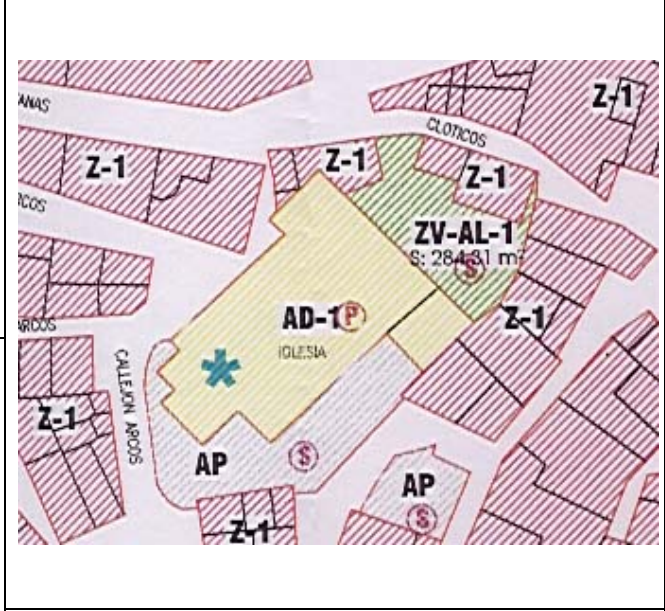 Z-1
CLOTICOS
Z-1
Z-1
Z-1
ZV-AL-1
S: 284,31 m²
S
AD-1
P
IGLESIA
Z-1
CALLEJON ARCOS
Z-1
AP
S
AP
S
Z-1